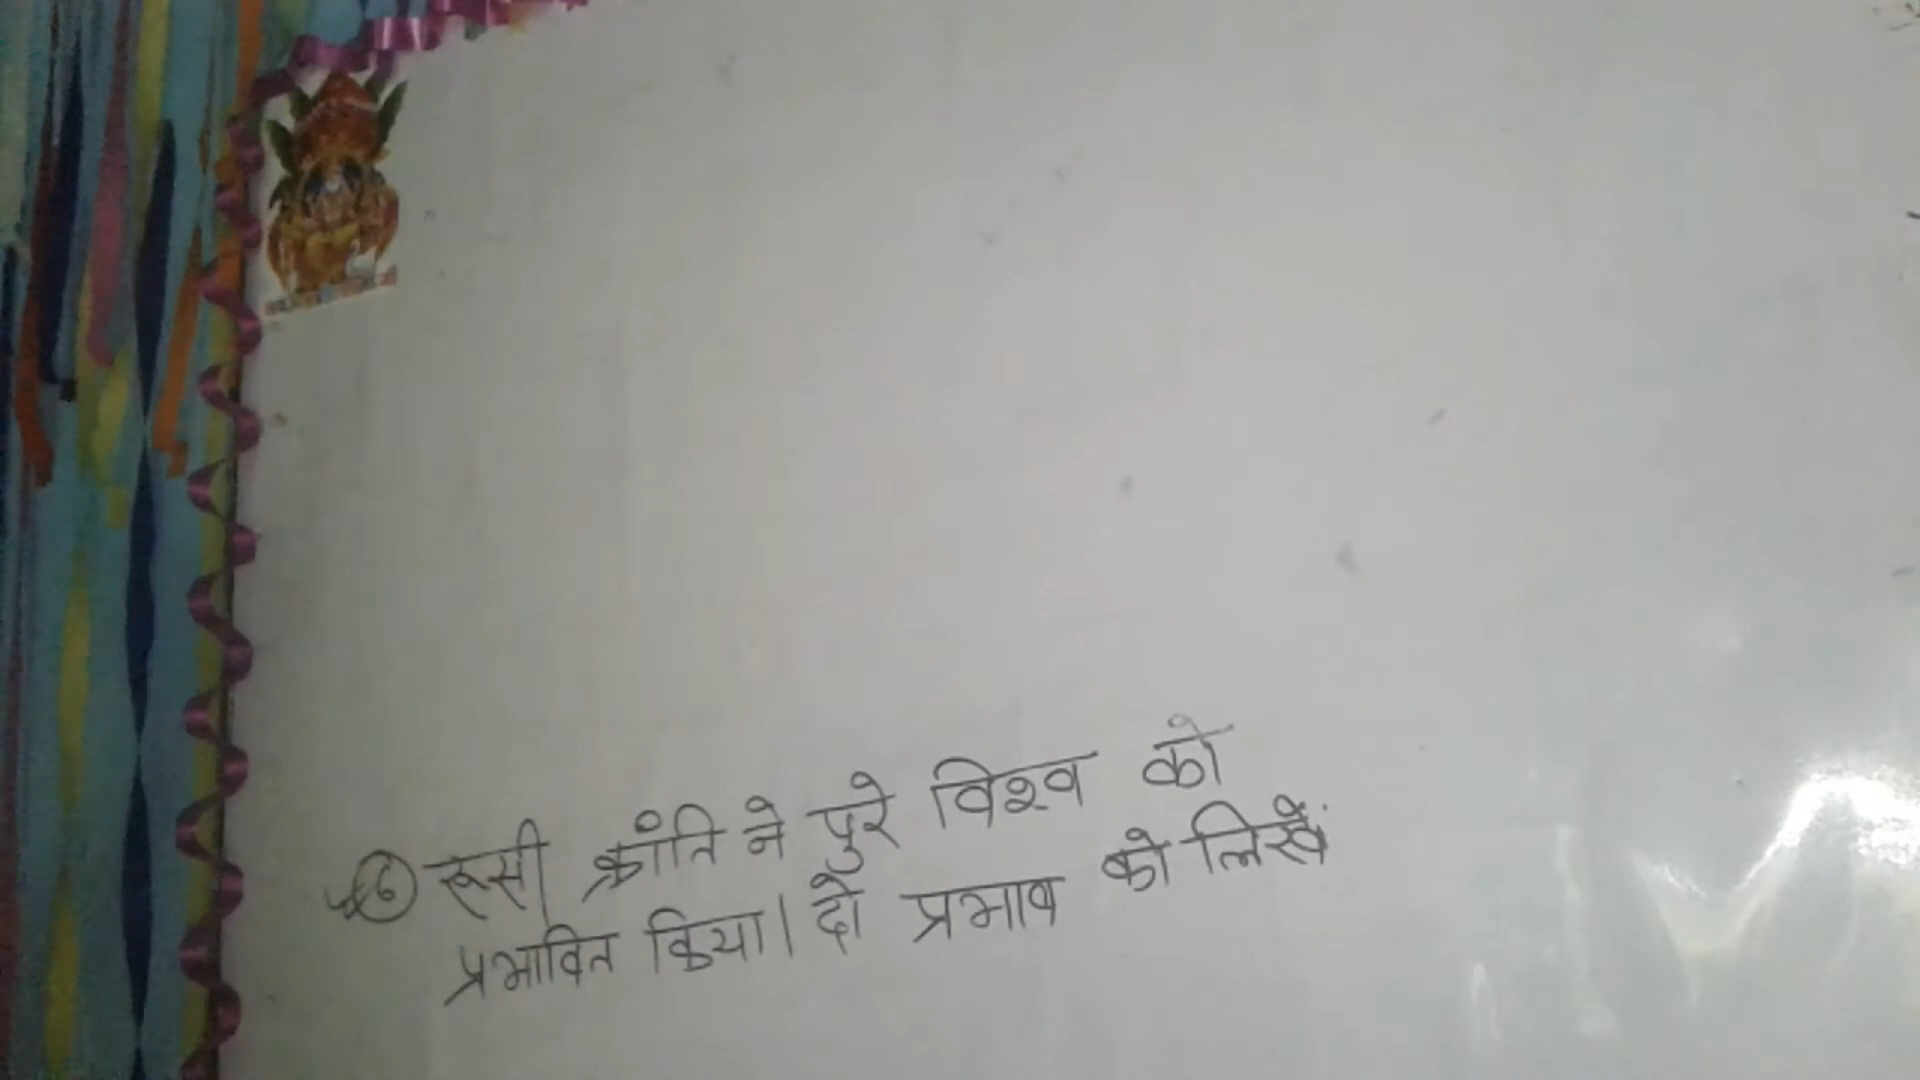 ⑥ रूसी क्रांति ने पुरे विश्व को
प्रभावित किया। दो प्रभाव को लिखें